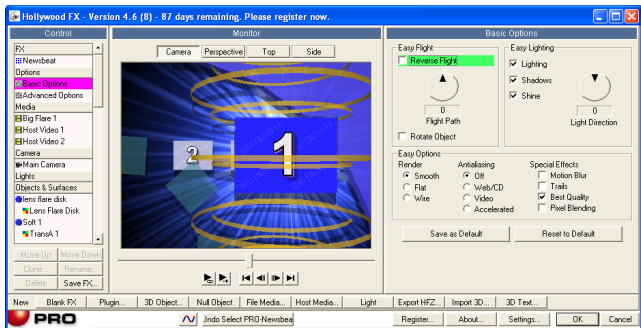 Hollywood FX - Version 4.6 (8) - 87 days remaining. Please register now.
Control
Monitor
Basic Options
FX
Newsbeat
Options
Basic Options
Advanced Options
Media
Big Flare 1
Host Video 1
Host Video 2
Camera
Main Camera
Lights
Objects & Surfaces
lens flare disk
Lens Flare Disk
Soft 1
TransA 1
Move Up Move Down
Clone... Rename...
Delete Save FX...
Camera Perspective Top Side
2 1
Easy Flight
Reverse Flight
0
Flight Path
Rotate Object
Easy Lighting
Lighting
Shadows
Shine
0
Light Direction
Easy Options
Render Antialiasing Special Effects
Smooth Off Motion Blur
Flat Web/CD Trails
Wire Video Best Quality
Accelerated Pixel Blending
Save as Default Reset to Default
New Blank FX Plugin... 3D Object... Null Object File Media... Host Media... Light Export HFZ... Import 3D... 3D Text...
PRO Jndo Select PRO-Newsbea Register... About... Settings... OK Cancel